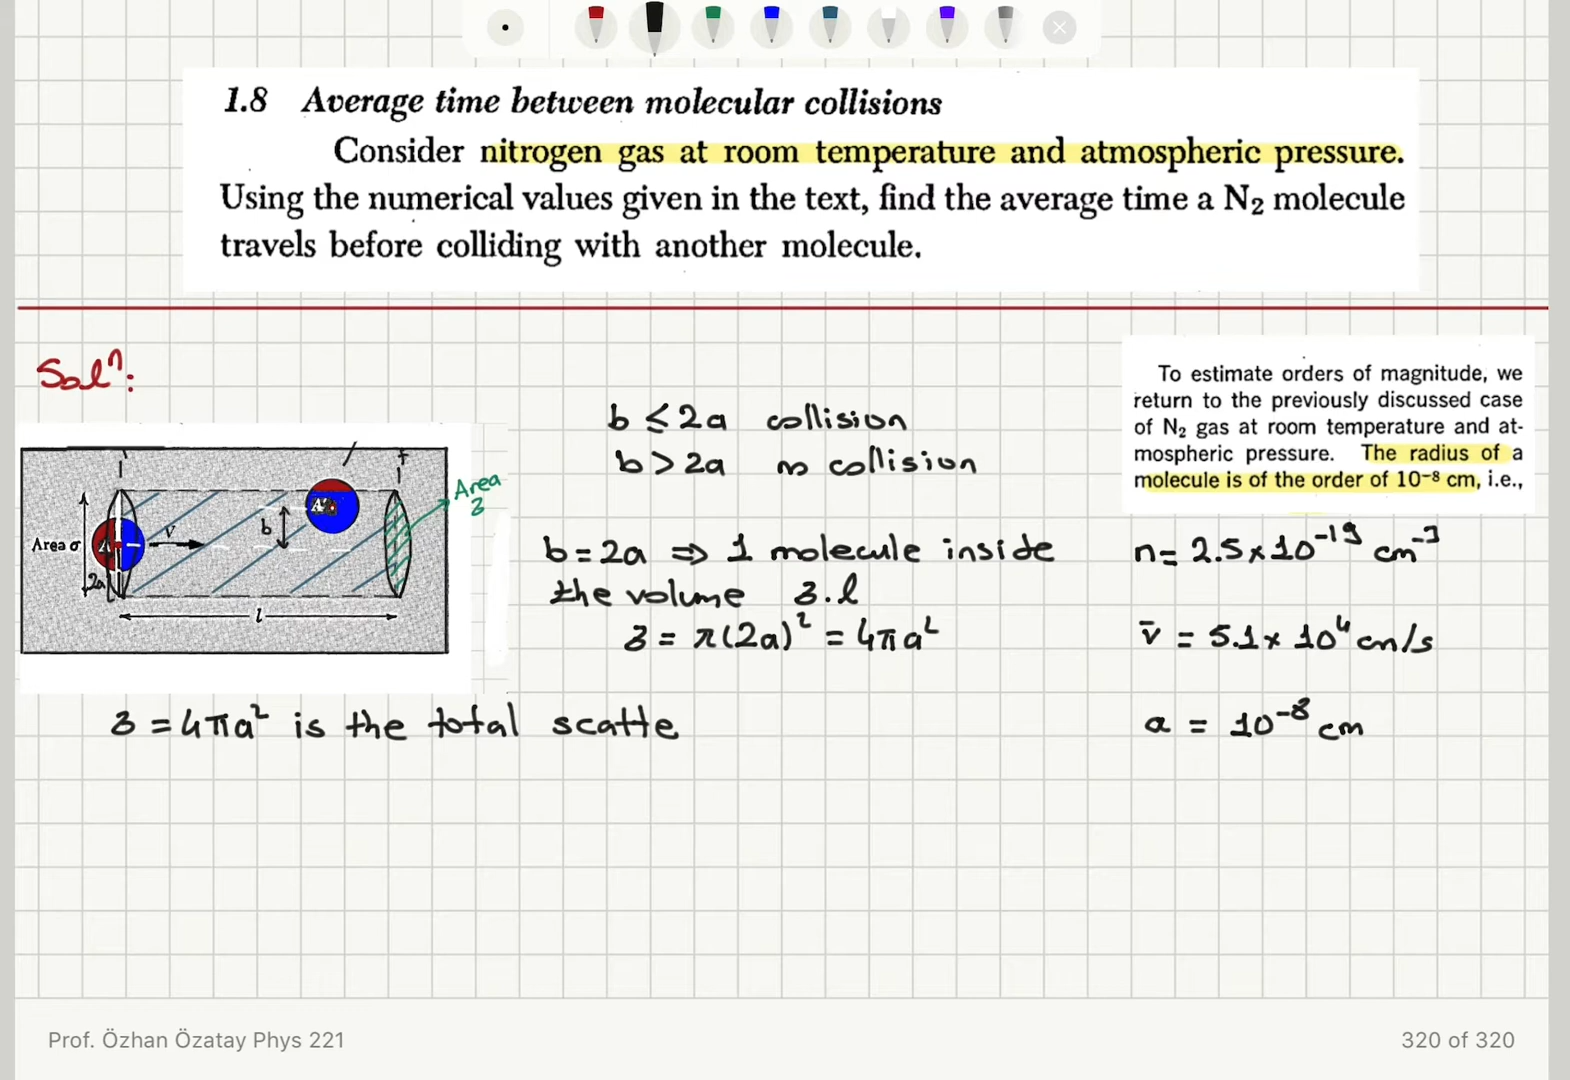 1.8 Average time between molecular collisions
Consider nitrogen gas at room temperature and atmospheric pressure.
Using the numerical values given in the text, find the average time a N₂ molecule
travels before colliding with another molecule.
Solⁿ:
To estimate orders of magnitude, we
return to the previously discussed case
of N₂ gas at room temperature and at-
mospheric pressure. The radius of a
molecule is of the order of 10⁻⁸ cm, i.e.,
b ≤ 2a collision
b > 2a no collision
Area
3
Area σ
V
b
A'
2a
l
b = 2a ⇒ 1 molecule inside
the volume 3.l
3 = π(2a)² = 4πa²
n = 2.5 x 10⁻¹⁹ cm⁻³
v̄ = 5.1 x 10⁴ cm/s
a = 10⁻⁸ cm
3 = 4πa² is the total scatte
Prof. Özhan Özatay Phys 221
320 of 320